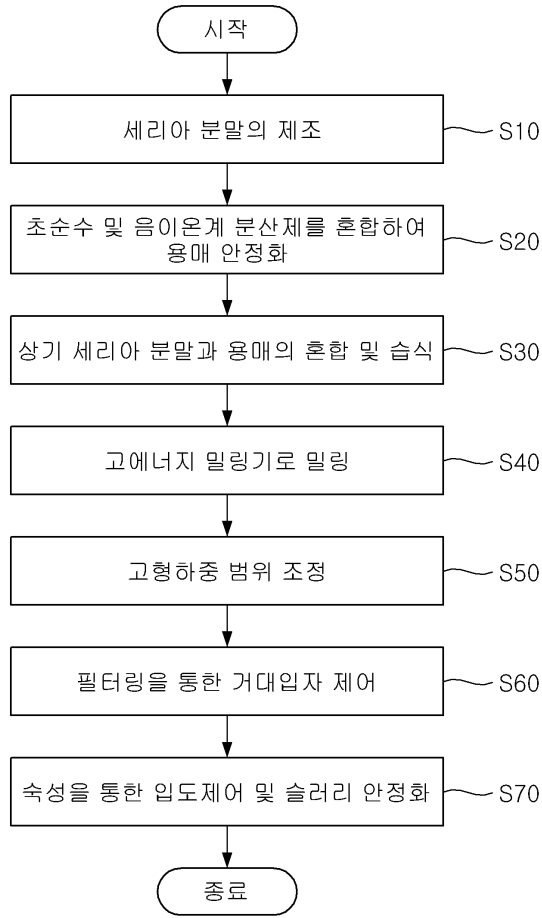 시작
세리아 분말의 제조
S10
초순수 및 음이온계 분산제를 혼합하여
용매 안정화
S20
상기 세리아 분말과 용매의 혼합 및 습식
S30
고에너지 밀링기로 밀링
S40
고형하중 범위 조정
S50
필터링을 통한 거대입자 제어
S60
숙성을 통한 입도제어 및 슬러리 안정화
S70
종료